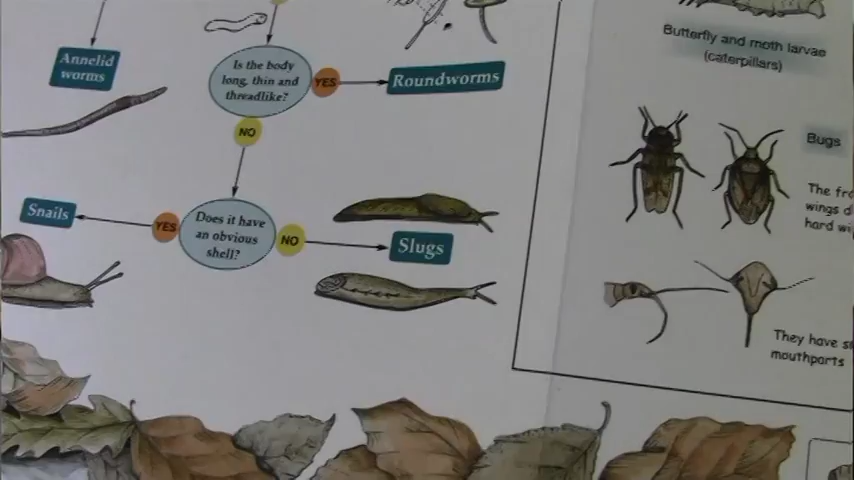 Butterfly and moth larvae
(caterpillars)
Annelid
worms
Is the body
long, thin and
threadlike?
YES
Roundworms
NO
Bugs
The
wings
hard
Snails
YES
Does it have
an obvious
shell?
NO
Slugs
They have
mouthparts